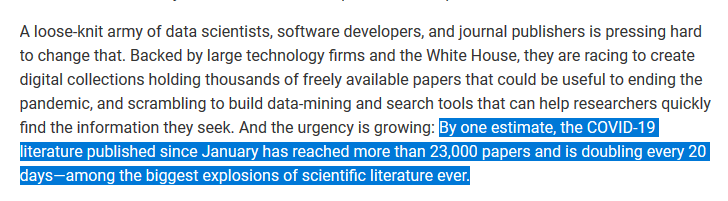 A loose-knit army of data scientists, software developers, and journal publishers is pressing hard
to change that. Backed by large technology firms and the White House, they are racing to create
digital collections holding thousands of freely available papers that could be useful to ending the
pandemic, and scrambling to build data-mining and search tools that can help researchers quickly
find the information they seek. And the urgency is growing: By one estimate, the COVID-19
literature published since January has reached more than 23,000 papers and is doubling every 20
days—among the biggest explosions of scientific literature ever.